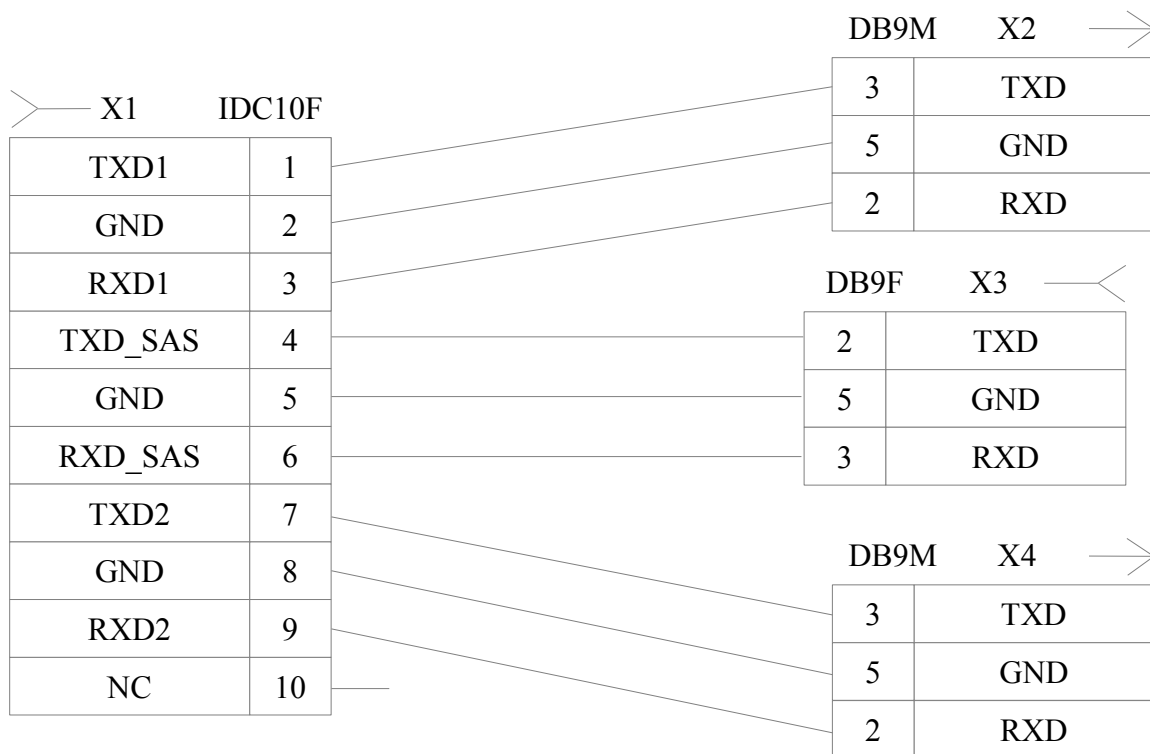 X1 IDC10F
TXD1 1
GND 2
RXD1 3
TXD_SAS 4
GND 5
RXD_SAS 6
TXD2 7
GND 8
RXD2 9
NC 10
DB9M X2
3 TXD
5 GND
2 RXD
DB9F X3
2 TXD
5 GND
3 RXD
DB9M X4
3 TXD
5 GND
2 RXD